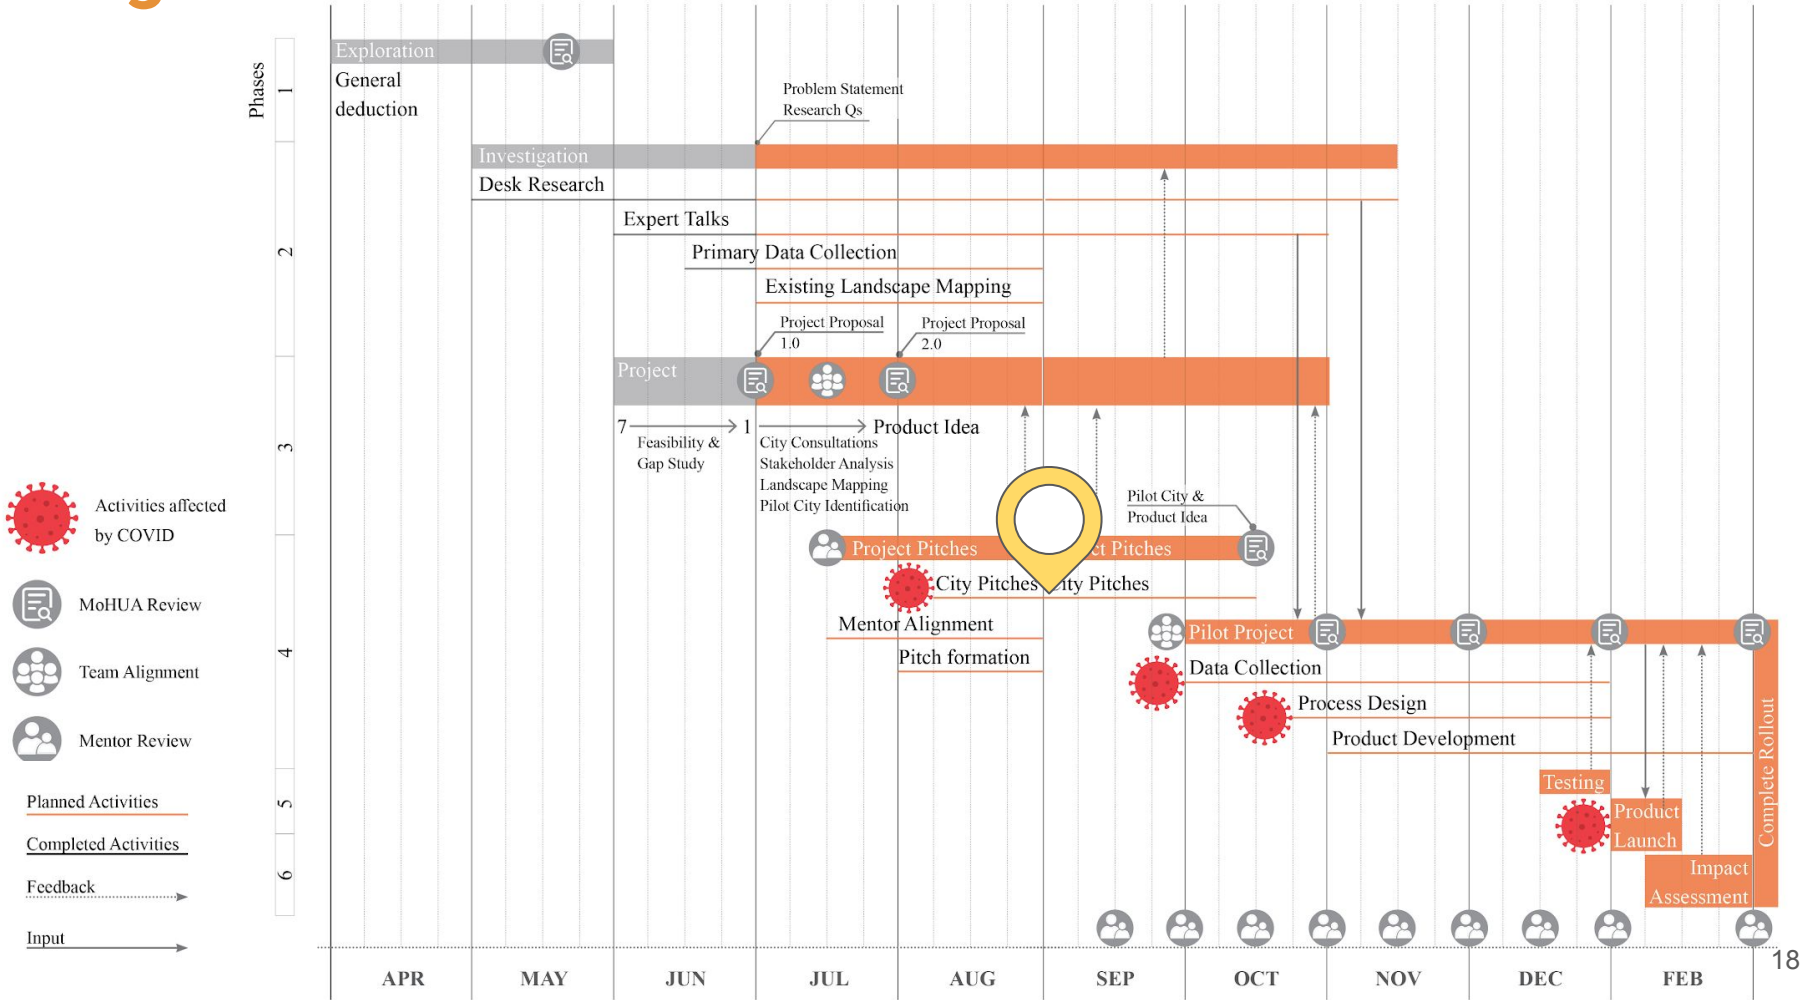 Phases
1
2
3
4
5
6
Exploration
General
deduction
Problem Statement
Research Qs
Investigation
Desk Research
Expert Talks
Primary Data Collection
Existing Landscape Mapping
Project Proposal
1.0
Project Proposal
2.0
Project
7
1
Product Idea
Feasibility &
Gap Study
City Consultations
Stakeholder Analysis
Landscape Mapping
Pilot City Identification
Pilot City &
Product Idea
Project Pitches
ct Pitches
City Pitches
ity Pitches
Mentor Alignment
Pitch formation
Pilot Project
Data Collection
Process Design
Product Development
Testing
Product
Launch
Impact
Assessment
Complete Rollout
Activities affected
by COVID
MoHUA Review
Team Alignment
Mentor Review
Planned Activities
Completed Activities
Feedback
Input
APR MAY JUN JUL AUG SEP OCT NOV DEC FEB
18